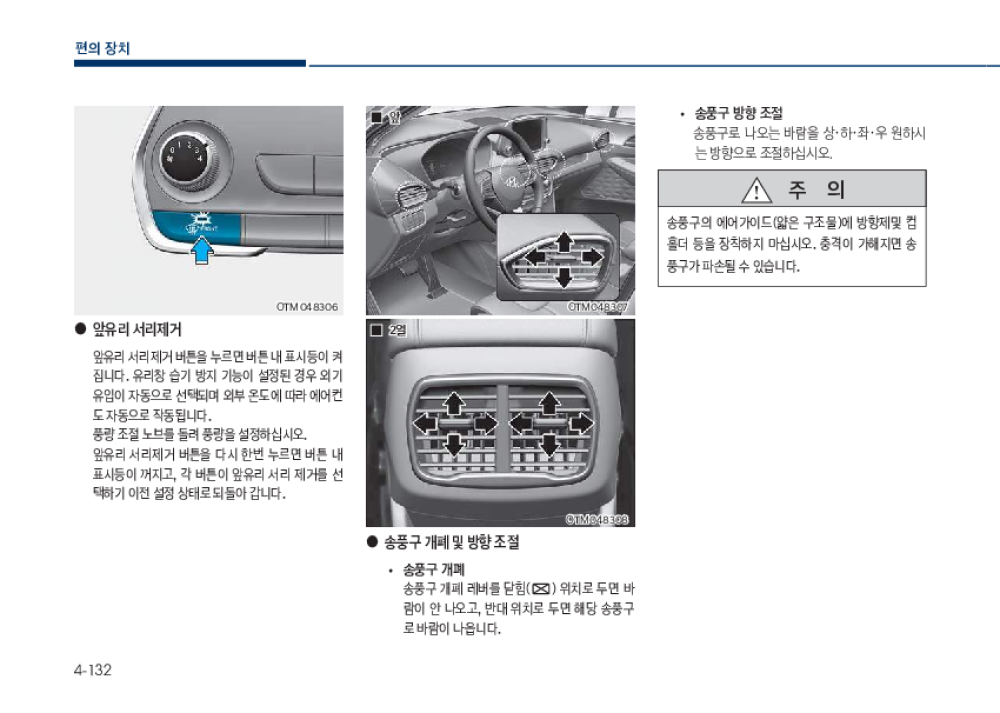 편의 장치
0 1 2 3 4
FRONT
OTM048306
● 앞유리 서리제거
앞유리 서리제거 버튼을 누르면 버튼 내 표시등이 켜
집니다. 유리창 습기 방지 기능이 설정된 경우 외기
유입이 자동으로 선택되며 외부 온도에 따라 에어컨
도 자동으로 작동됩니다.
풍량 조절 노브를 돌려 풍량을 설정하십시오.
앞유리 서리제거 버튼을 다시 한번 누르면 버튼 내
표시등이 꺼지고, 각 버튼이 앞유리 서리 제거를 선
택하기 이전 설정 상태로 되돌아 갑니다.
■ 앞
OTM048307
■ 2열
OTM048308
● 송풍구 개폐 및 방향 조절
• 송풍구 개폐
송풍구 개폐 레버를 닫힘( ) 위치로 두면 바
람이 안 나오고, 반대 위치로 두면 해당 송풍구
로 바람이 나옵니다.
• 송풍구 방향 조절
송풍구로 나오는 바람을 상·하·좌·우 원하시
는 방향으로 조절하십시오.
주 의
송풍구의 에어가이드(얇은 구조물)에 방향제및 컵
홀더 등을 장착하지 마십시오. 충격이 가해지면 송
풍구가 파손될 수 있습니다.
4-132